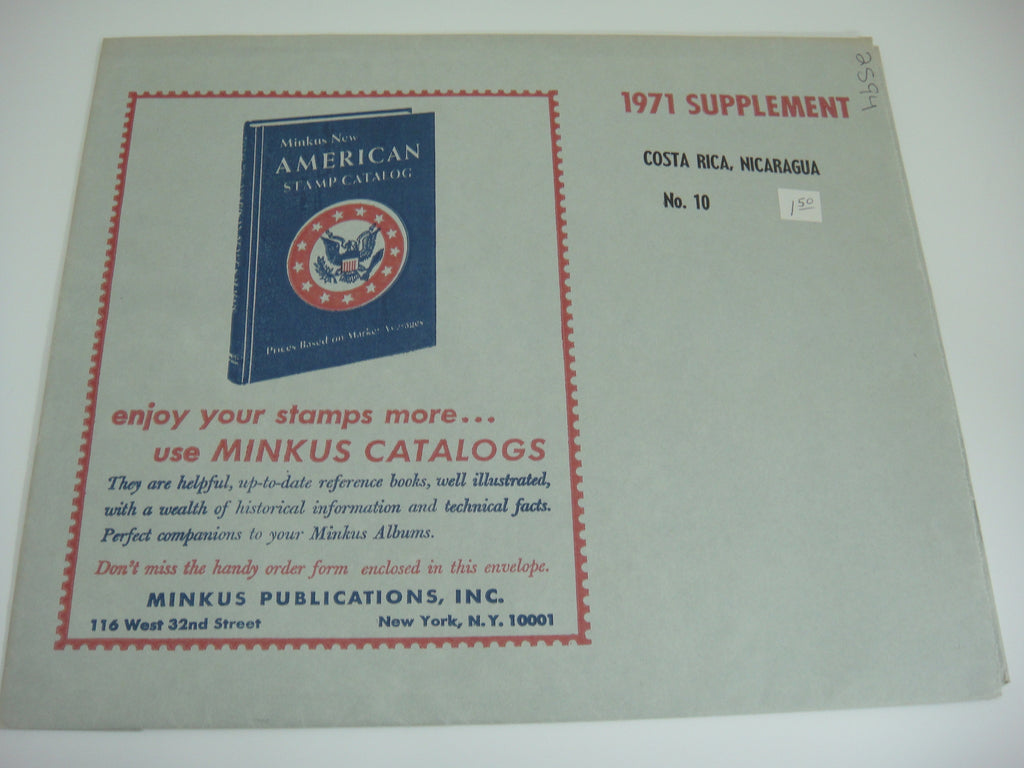 Minkus New
AMERICAN
STAMP CATALOG
Prices Based on Market Averages
enjoy your stamps more...
use MINKUS CATALOGS
They are helpful, up-to-date reference books, well illustrated,
with a wealth of historical information and technical facts.
Perfect companions to your Minkus Albums.
Don't miss the handy order form enclosed in this envelope.
MINKUS PUBLICATIONS, INC.
116 West 32nd Street New York, N.Y. 10001
1971 SUPPLEMENT
COSTA RICA, NICARAGUA
No. 10
1 50
2594